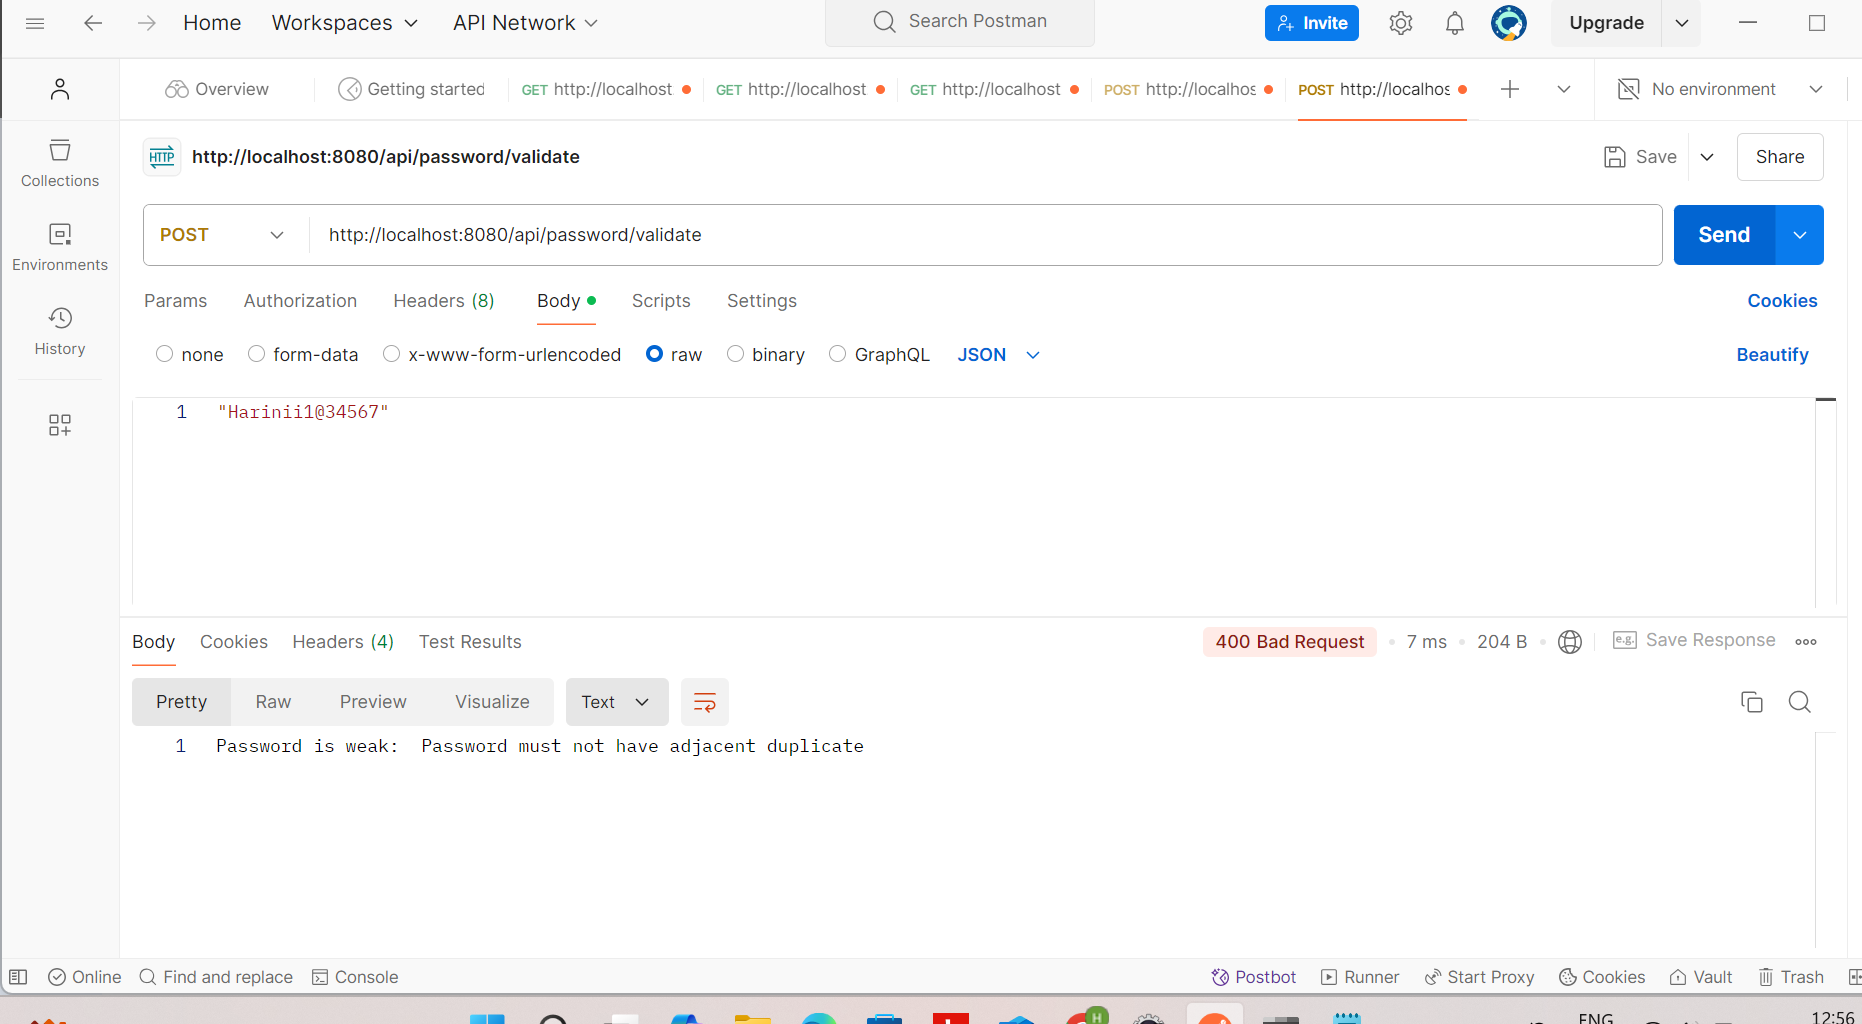 Home Workspaces API Network Search Postman Invite Upgrade
Overview Getting started GET http://localhost GET http://localhost GET http://localhost POST http://localhos POST http://localhos No environment
HTTP http://localhost:8080/api/password/validate Save Share
Collections
POST http://localhost:8080/api/password/validate Send
Environments
Params Authorization Headers (8) Body Scripts Settings Cookies
History
none form-data x-www-form-urlencoded raw binary GraphQL JSON Beautify
1 "Harinii1@34567"
Body Cookies Headers (4) Test Results 400 Bad Request 7 ms 204 B e.g. Save Response
Pretty Raw Preview Visualize Text
1 Password is weak: Password must not have adjacent duplicate
Online Find and replace Console Postbot Runner Start Proxy Cookies Vault Trash
H ENG 12:56